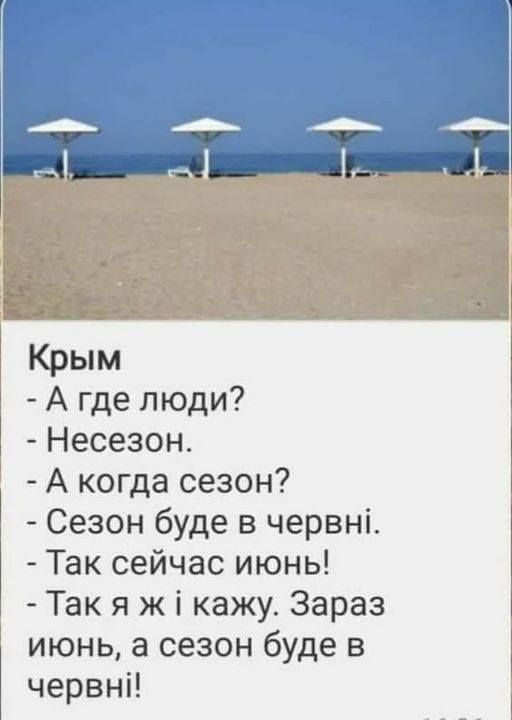 Крым
- А где люди?
- Несезон.
- А когда сезон?
- Сезон буде в червні.
- Так сейчас июнь!
- Так я ж і кажу. Зараз
июнь, а сезон буде в
червні!